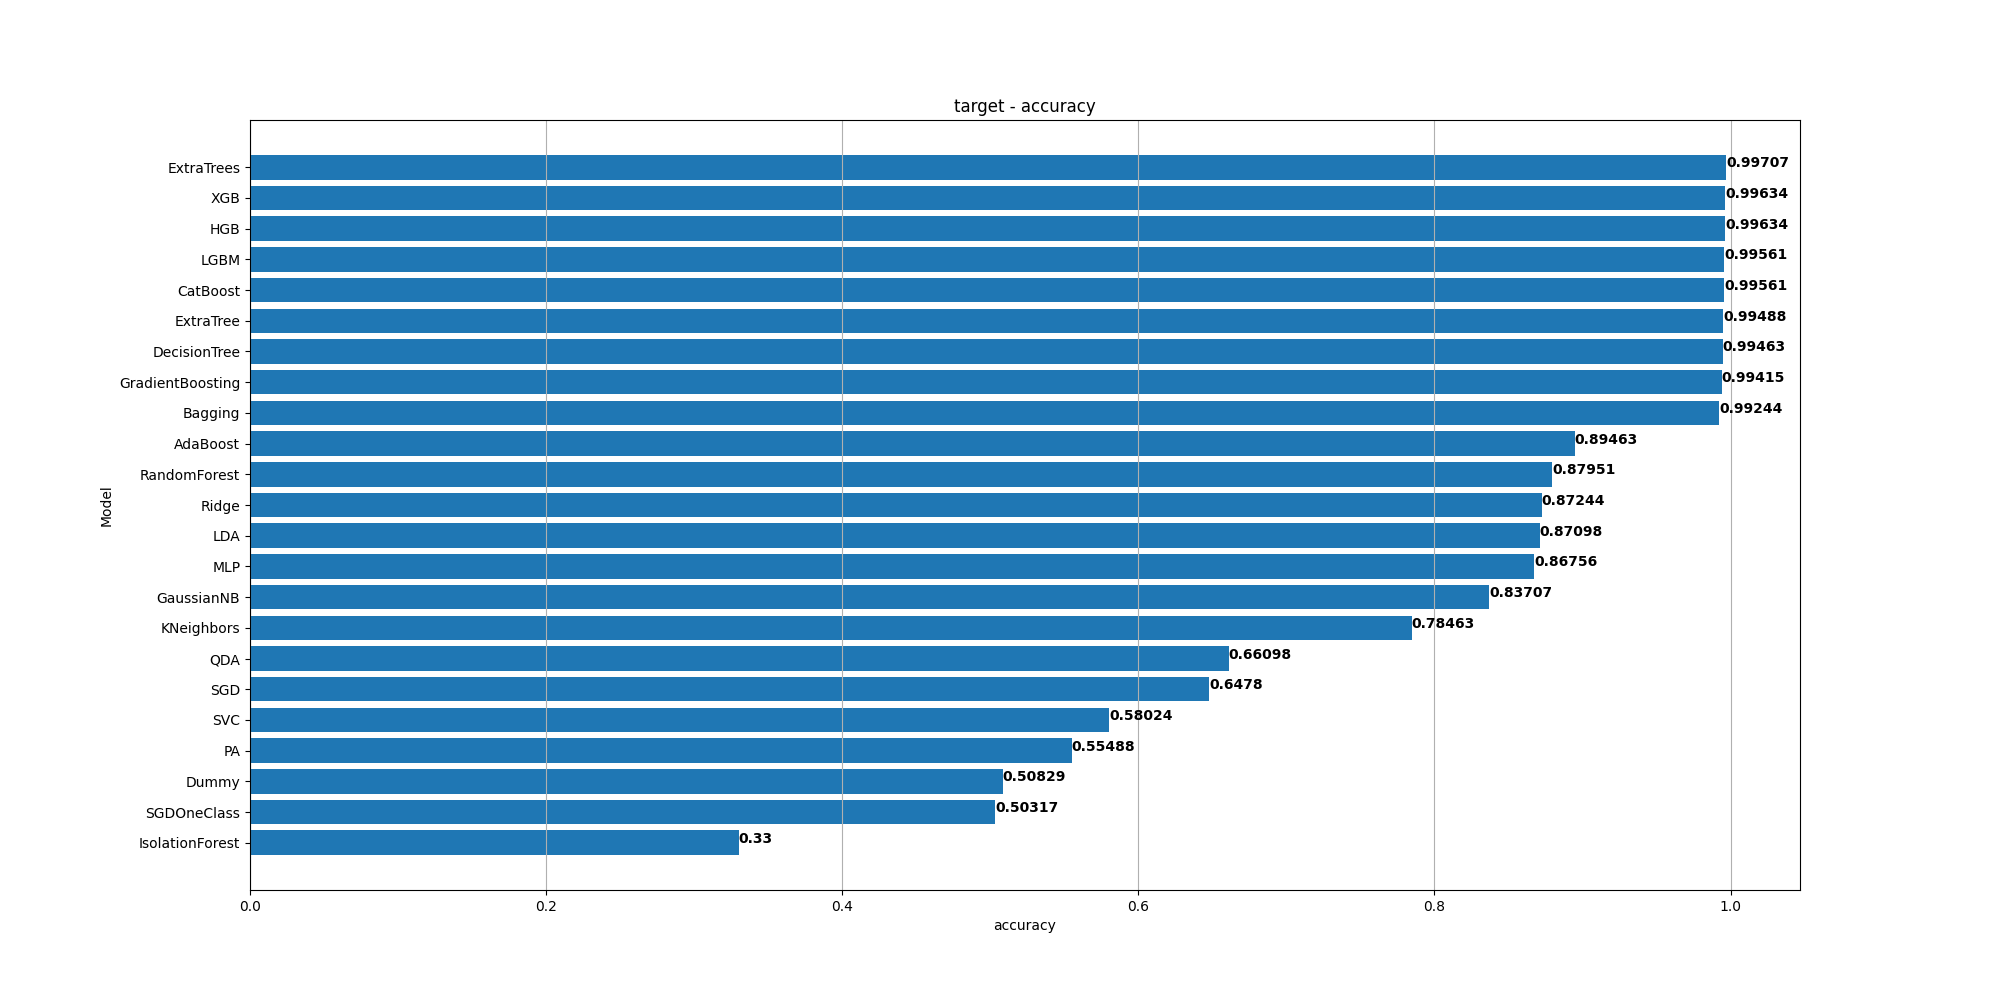 target - accuracy
Model
ExtraTrees 0.99707
XGB 0.99634
HGB 0.99634
LGBM 0.99561
CatBoost 0.99561
ExtraTree 0.99488
DecisionTree 0.99463
GradientBoosting 0.99415
Bagging 0.99244
AdaBoost 0.89463
RandomForest 0.87951
Ridge 0.87244
LDA 0.87098
MLP 0.86756
GaussianNB 0.83707
KNeighbors 0.78463
QDA 0.66098
SGD 0.6478
SVC 0.58024
PA 0.55488
Dummy 0.50829
SGDOneClass 0.50317
IsolationForest 0.33
0.0 0.2 0.4 0.6 0.8 1.0
accuracy